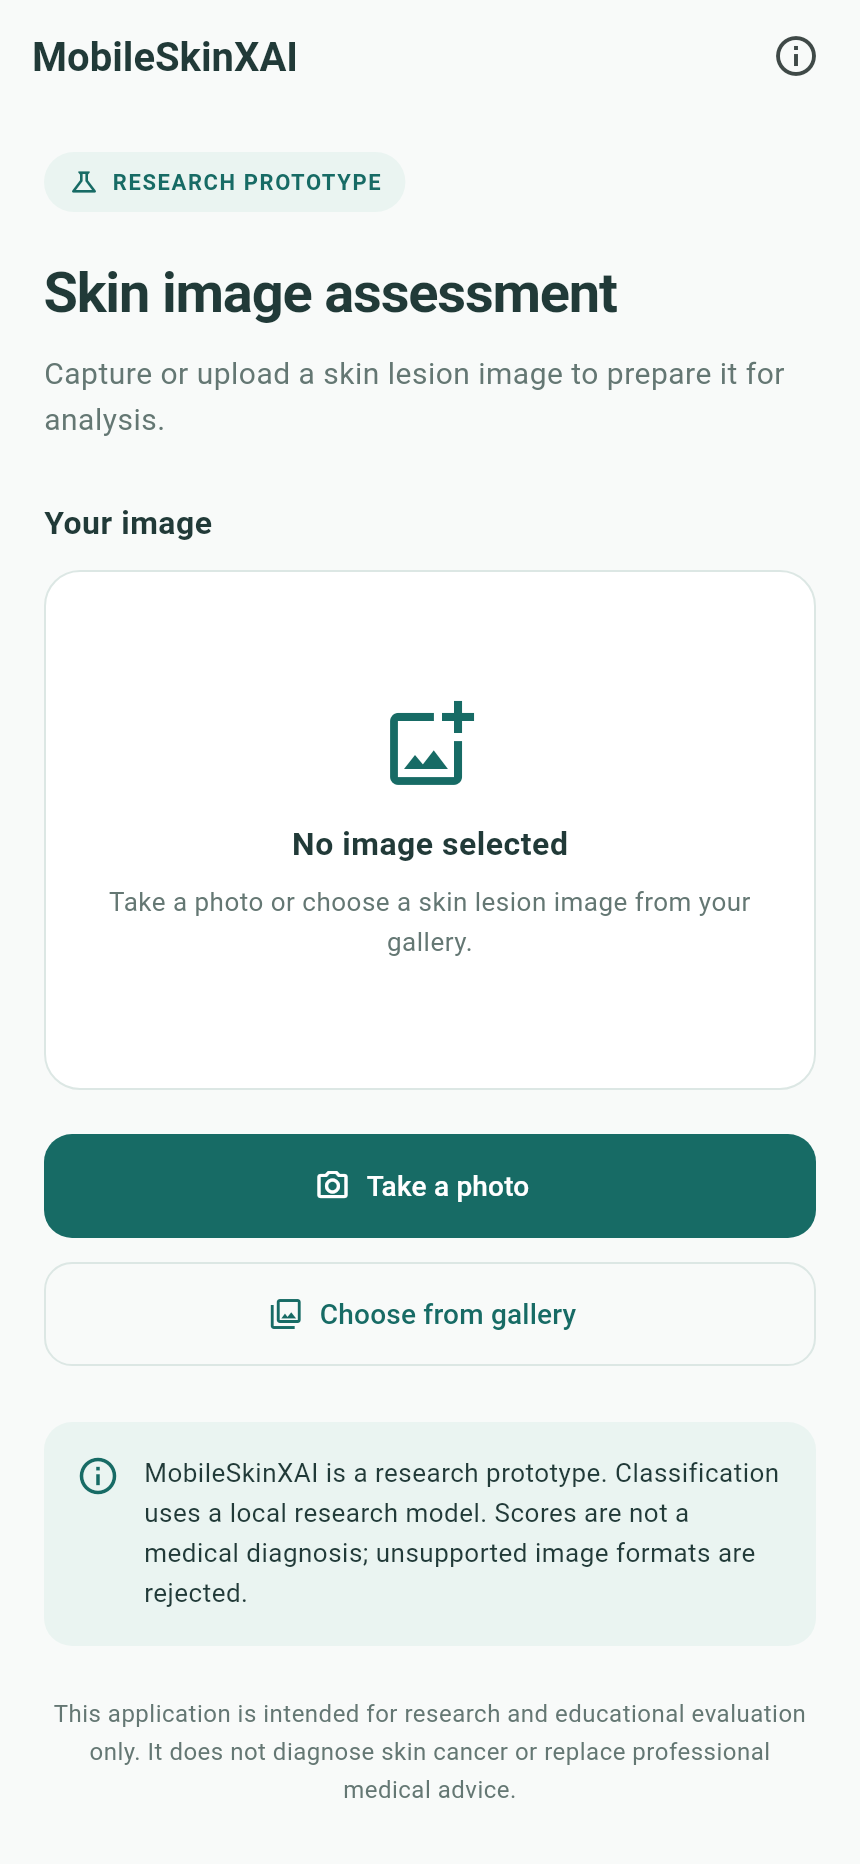 MobileSkinXAI
RESEARCH PROTOTYPE
Skin image assessment
Capture or upload a skin lesion image to prepare it for
analysis.
Your image
No image selected
Take a photo or choose a skin lesion image from your
gallery.
Take a photo
Choose from gallery
MobileSkinXAI is a research prototype. Classification
uses a local research model. Scores are not a
medical diagnosis; unsupported image formats are
rejected.
This application is intended for research and educational evaluation
only. It does not diagnose skin cancer or replace professional
medical advice.